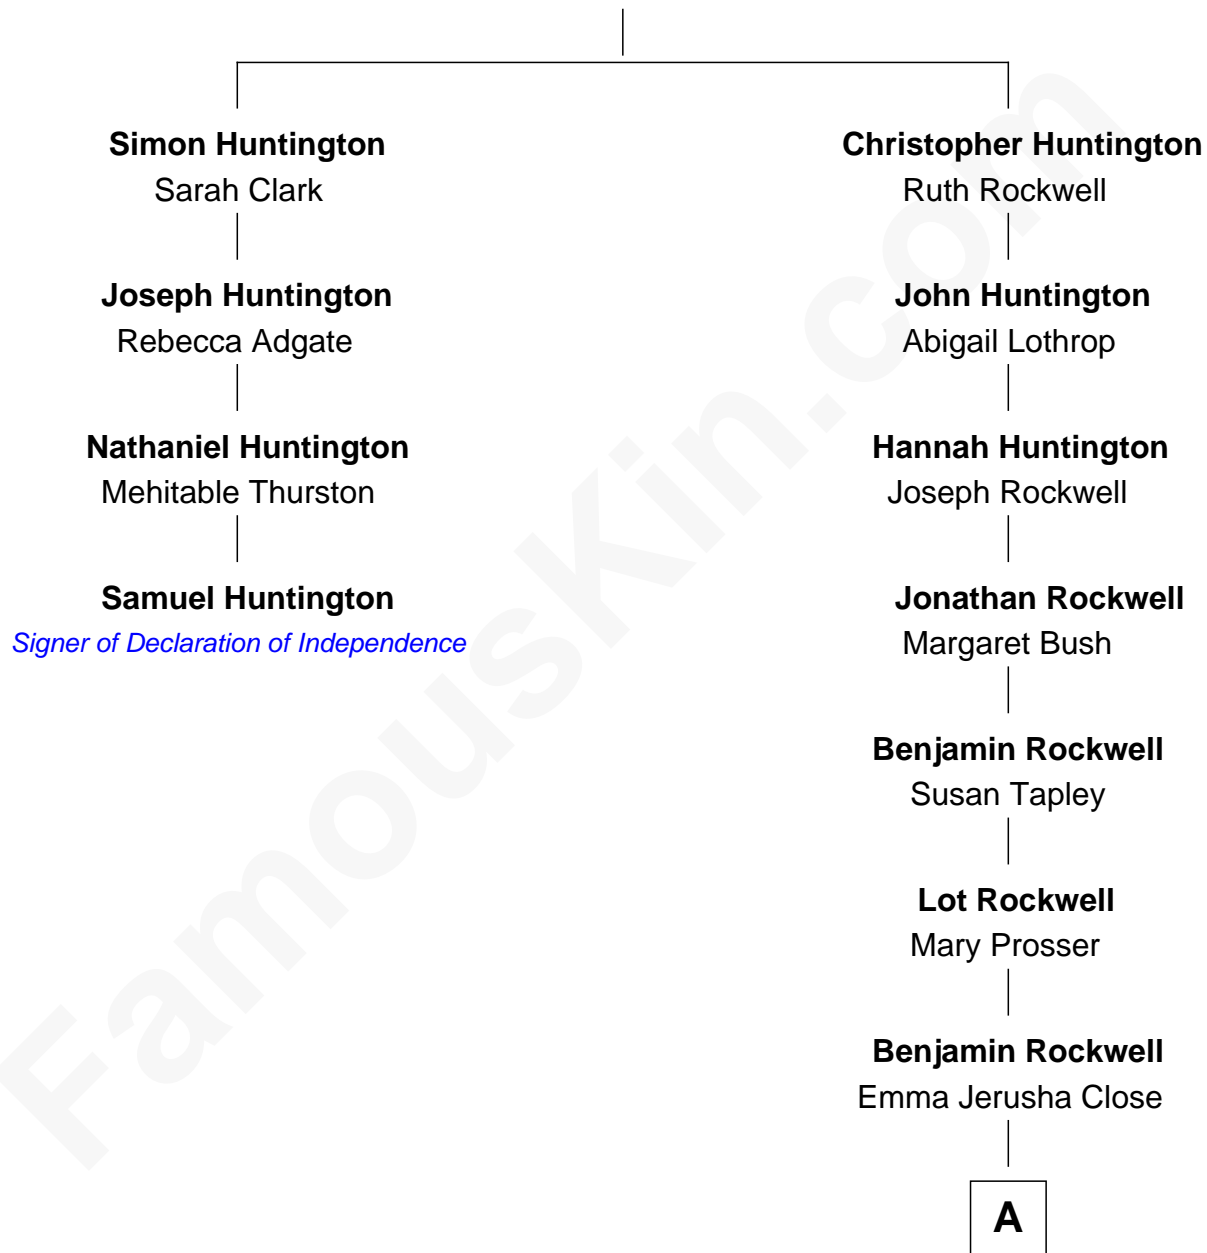 Simon Huntington
Sarah Clark
Joseph Huntington
Rebecca Adgate
Nathaniel Huntington
Mehitable Thurston
Samuel Huntington
Signer of Declaration of Independence
Christopher Huntington
Ruth Rockwell
John Huntington
Abigail Lothrop
Hannah Huntington
Joseph Rockwell
Jonathan Rockwell
Margaret Bush
Benjamin Rockwell
Susan Tapley
Lot Rockwell
Mary Prosser
Benjamin Rockwell
Emma Jerusha Close
A
FamousKin.com